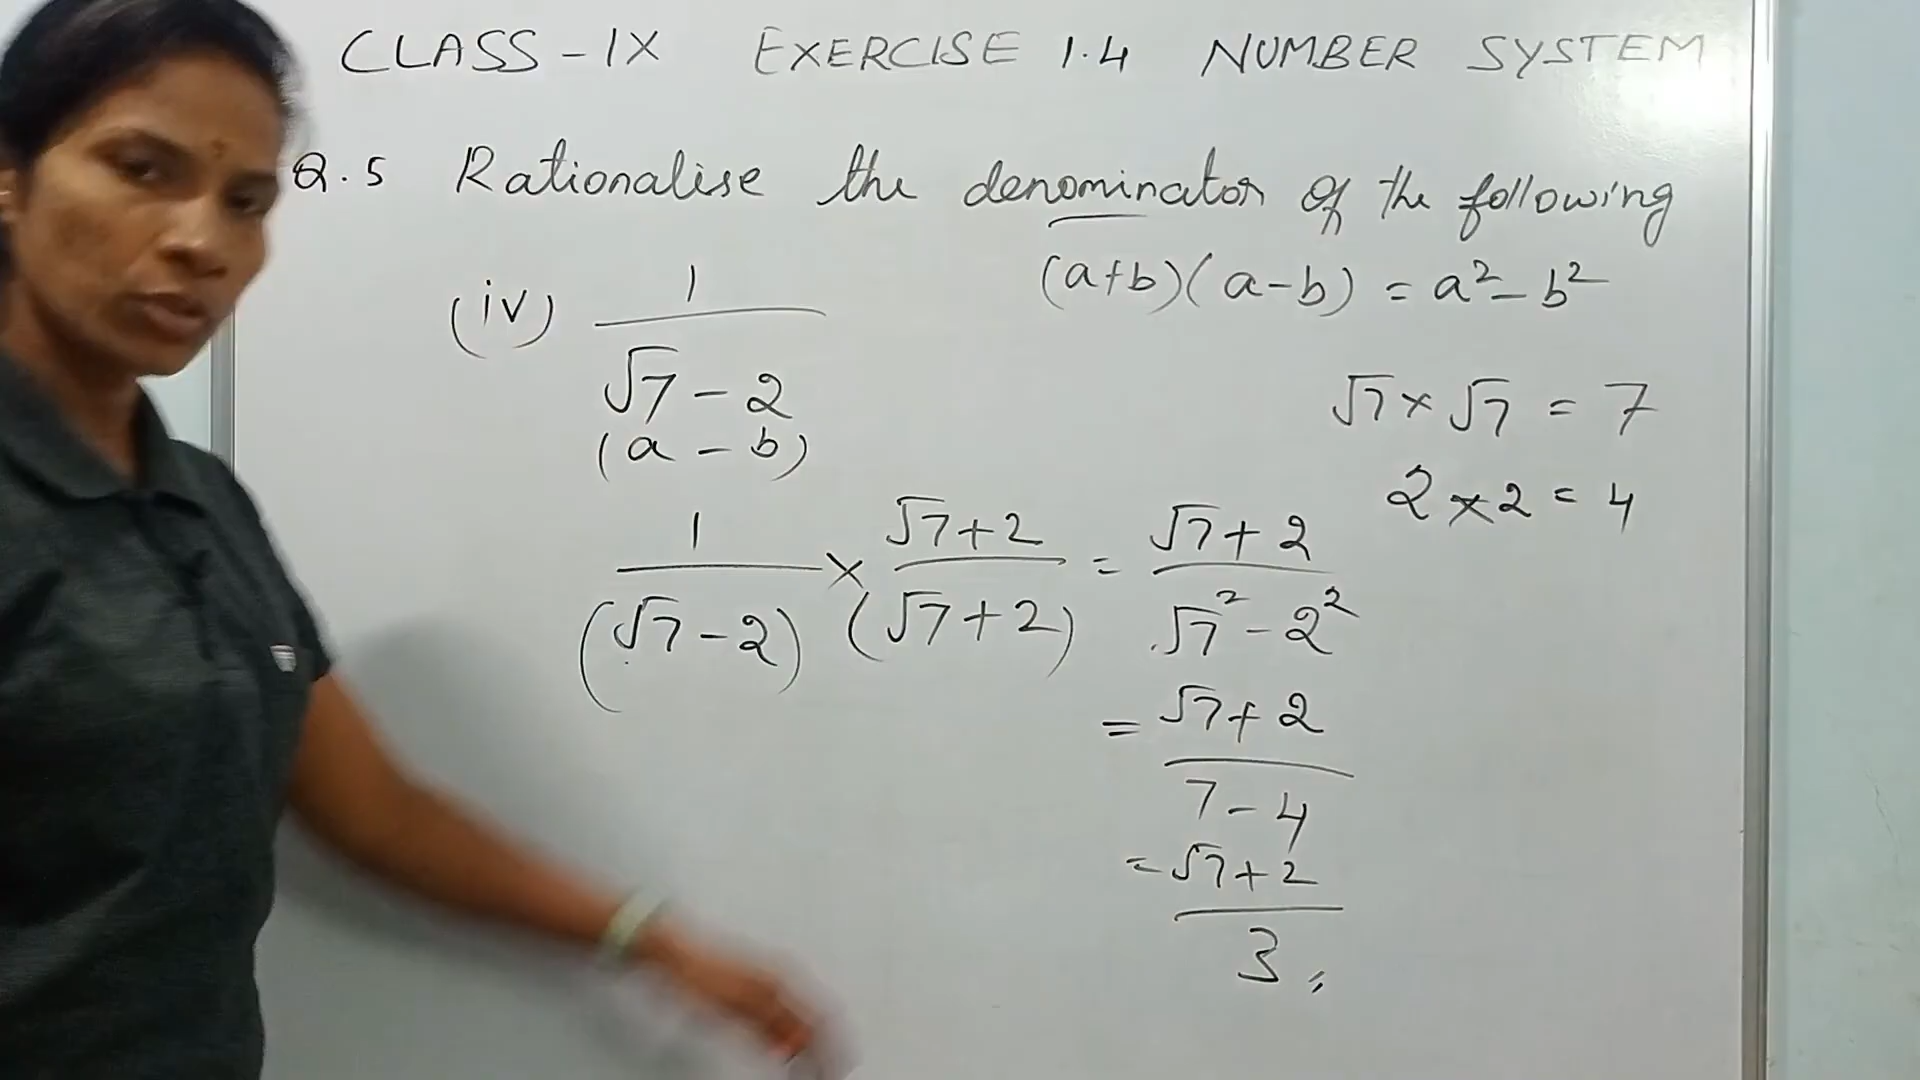 CLASS-IX EXERCISE 1.4 NUMBER SYSTEM
Q.5 Rationalise the denominator of the following
(a+b)(a-b) = a²-b²
(iv) 1
√7-2
(a-b)
√7×√7 = 7
2×2=4
1/(√7-2) × √7+2/(√7+2) = √7+2/√7²-2²
= √7+2/7-4
= √7+2/3